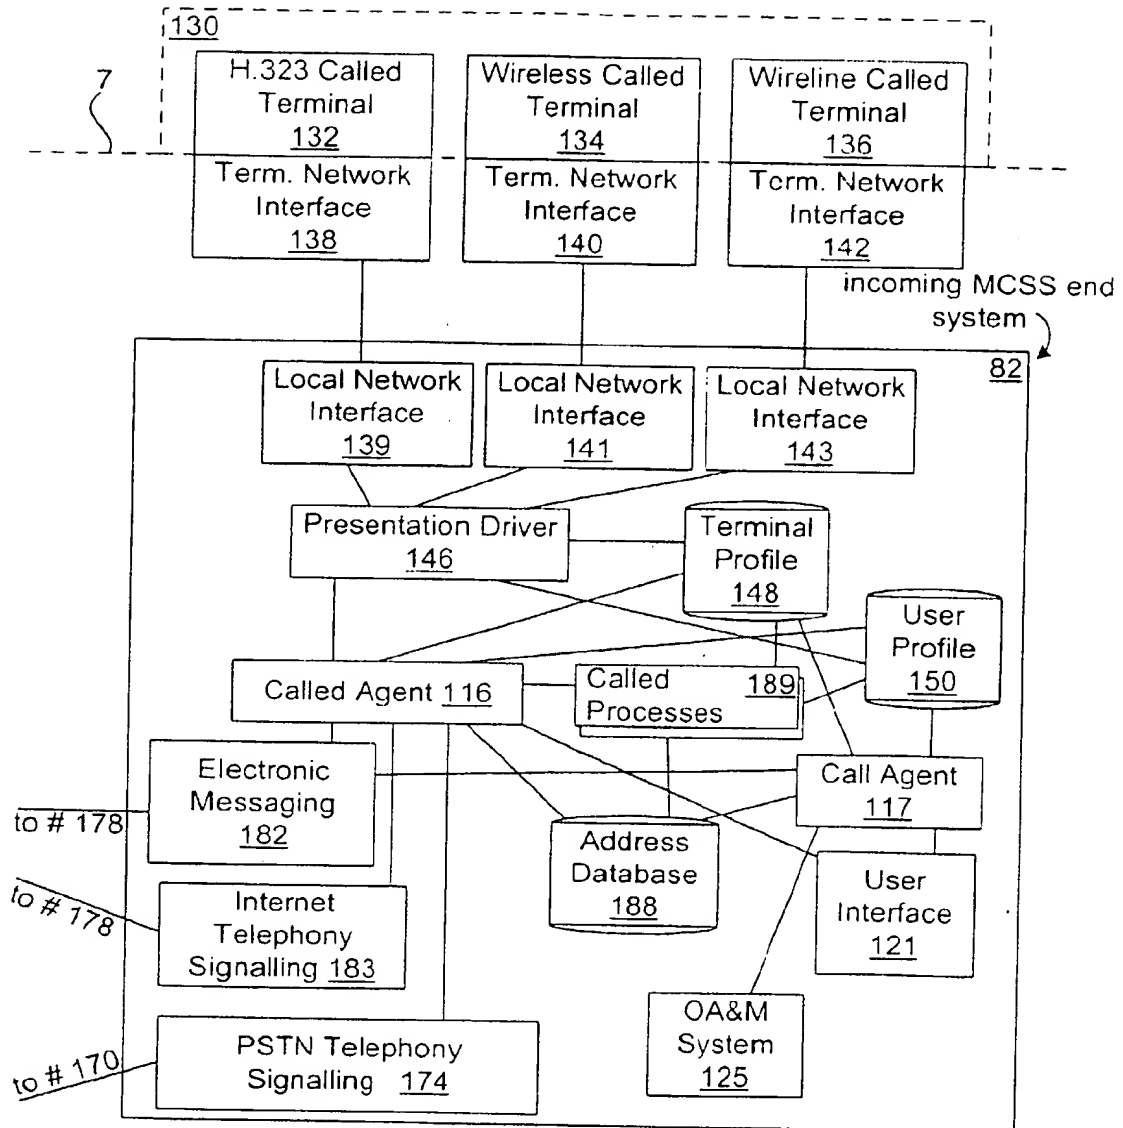 130
H.323 Called
Terminal
132
Wireless Called
Terminal
134
Wireline Called
Terminal
136
7
Term. Network
Interface
138
Term. Network
Interface
140
Term. Network
Interface
142
incoming MCSS end
system
82
Local Network
Interface
139
Local Network
Interface
141
Local Network
Interface
143
Presentation Driver
146
Terminal
Profile
148
User
Profile
150
Called Agent 116
Called
Processes
189
Electronic
Messaging
182
to # 178
Call Agent
117
Address
Database
188
User
Interface
121
Internet
Telephony
Signalling 183
to # 178
OA&M
System
125
PSTN Telephony
Signalling 174
to # 170